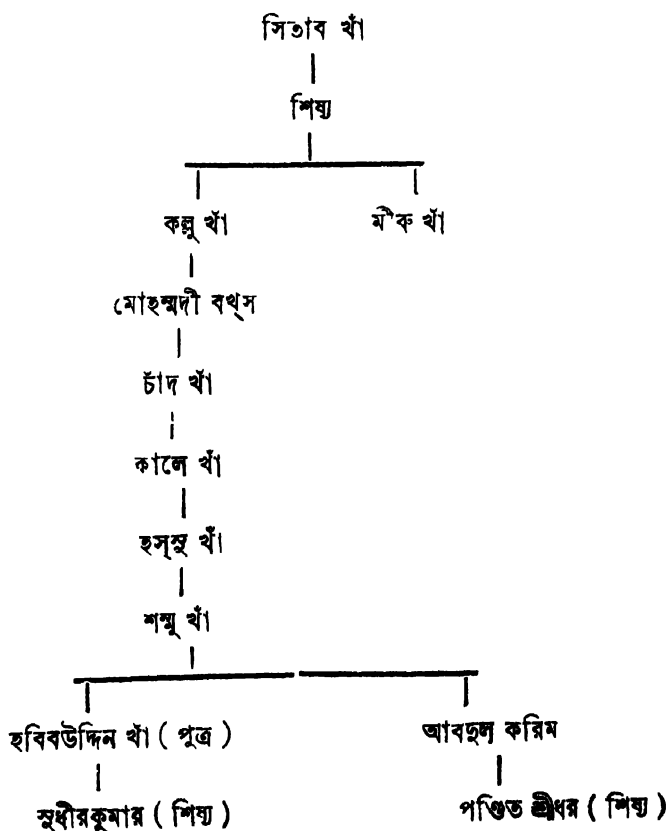 সিতাব খাঁ
শিষ্য
কল্লু খাঁ মীরু খাঁ
মোহম্মদী বখ্‌স
চাঁদ খাঁ
কালে খাঁ
হস্‌সু খাঁ
শম্মু খাঁ
হবিবউদ্দিন খাঁ ( পুত্র ) আবদুল করিম
সুধীরকুমার ( শিষ্য ) পণ্ডিত শ্রীধর ( শিষ্য )